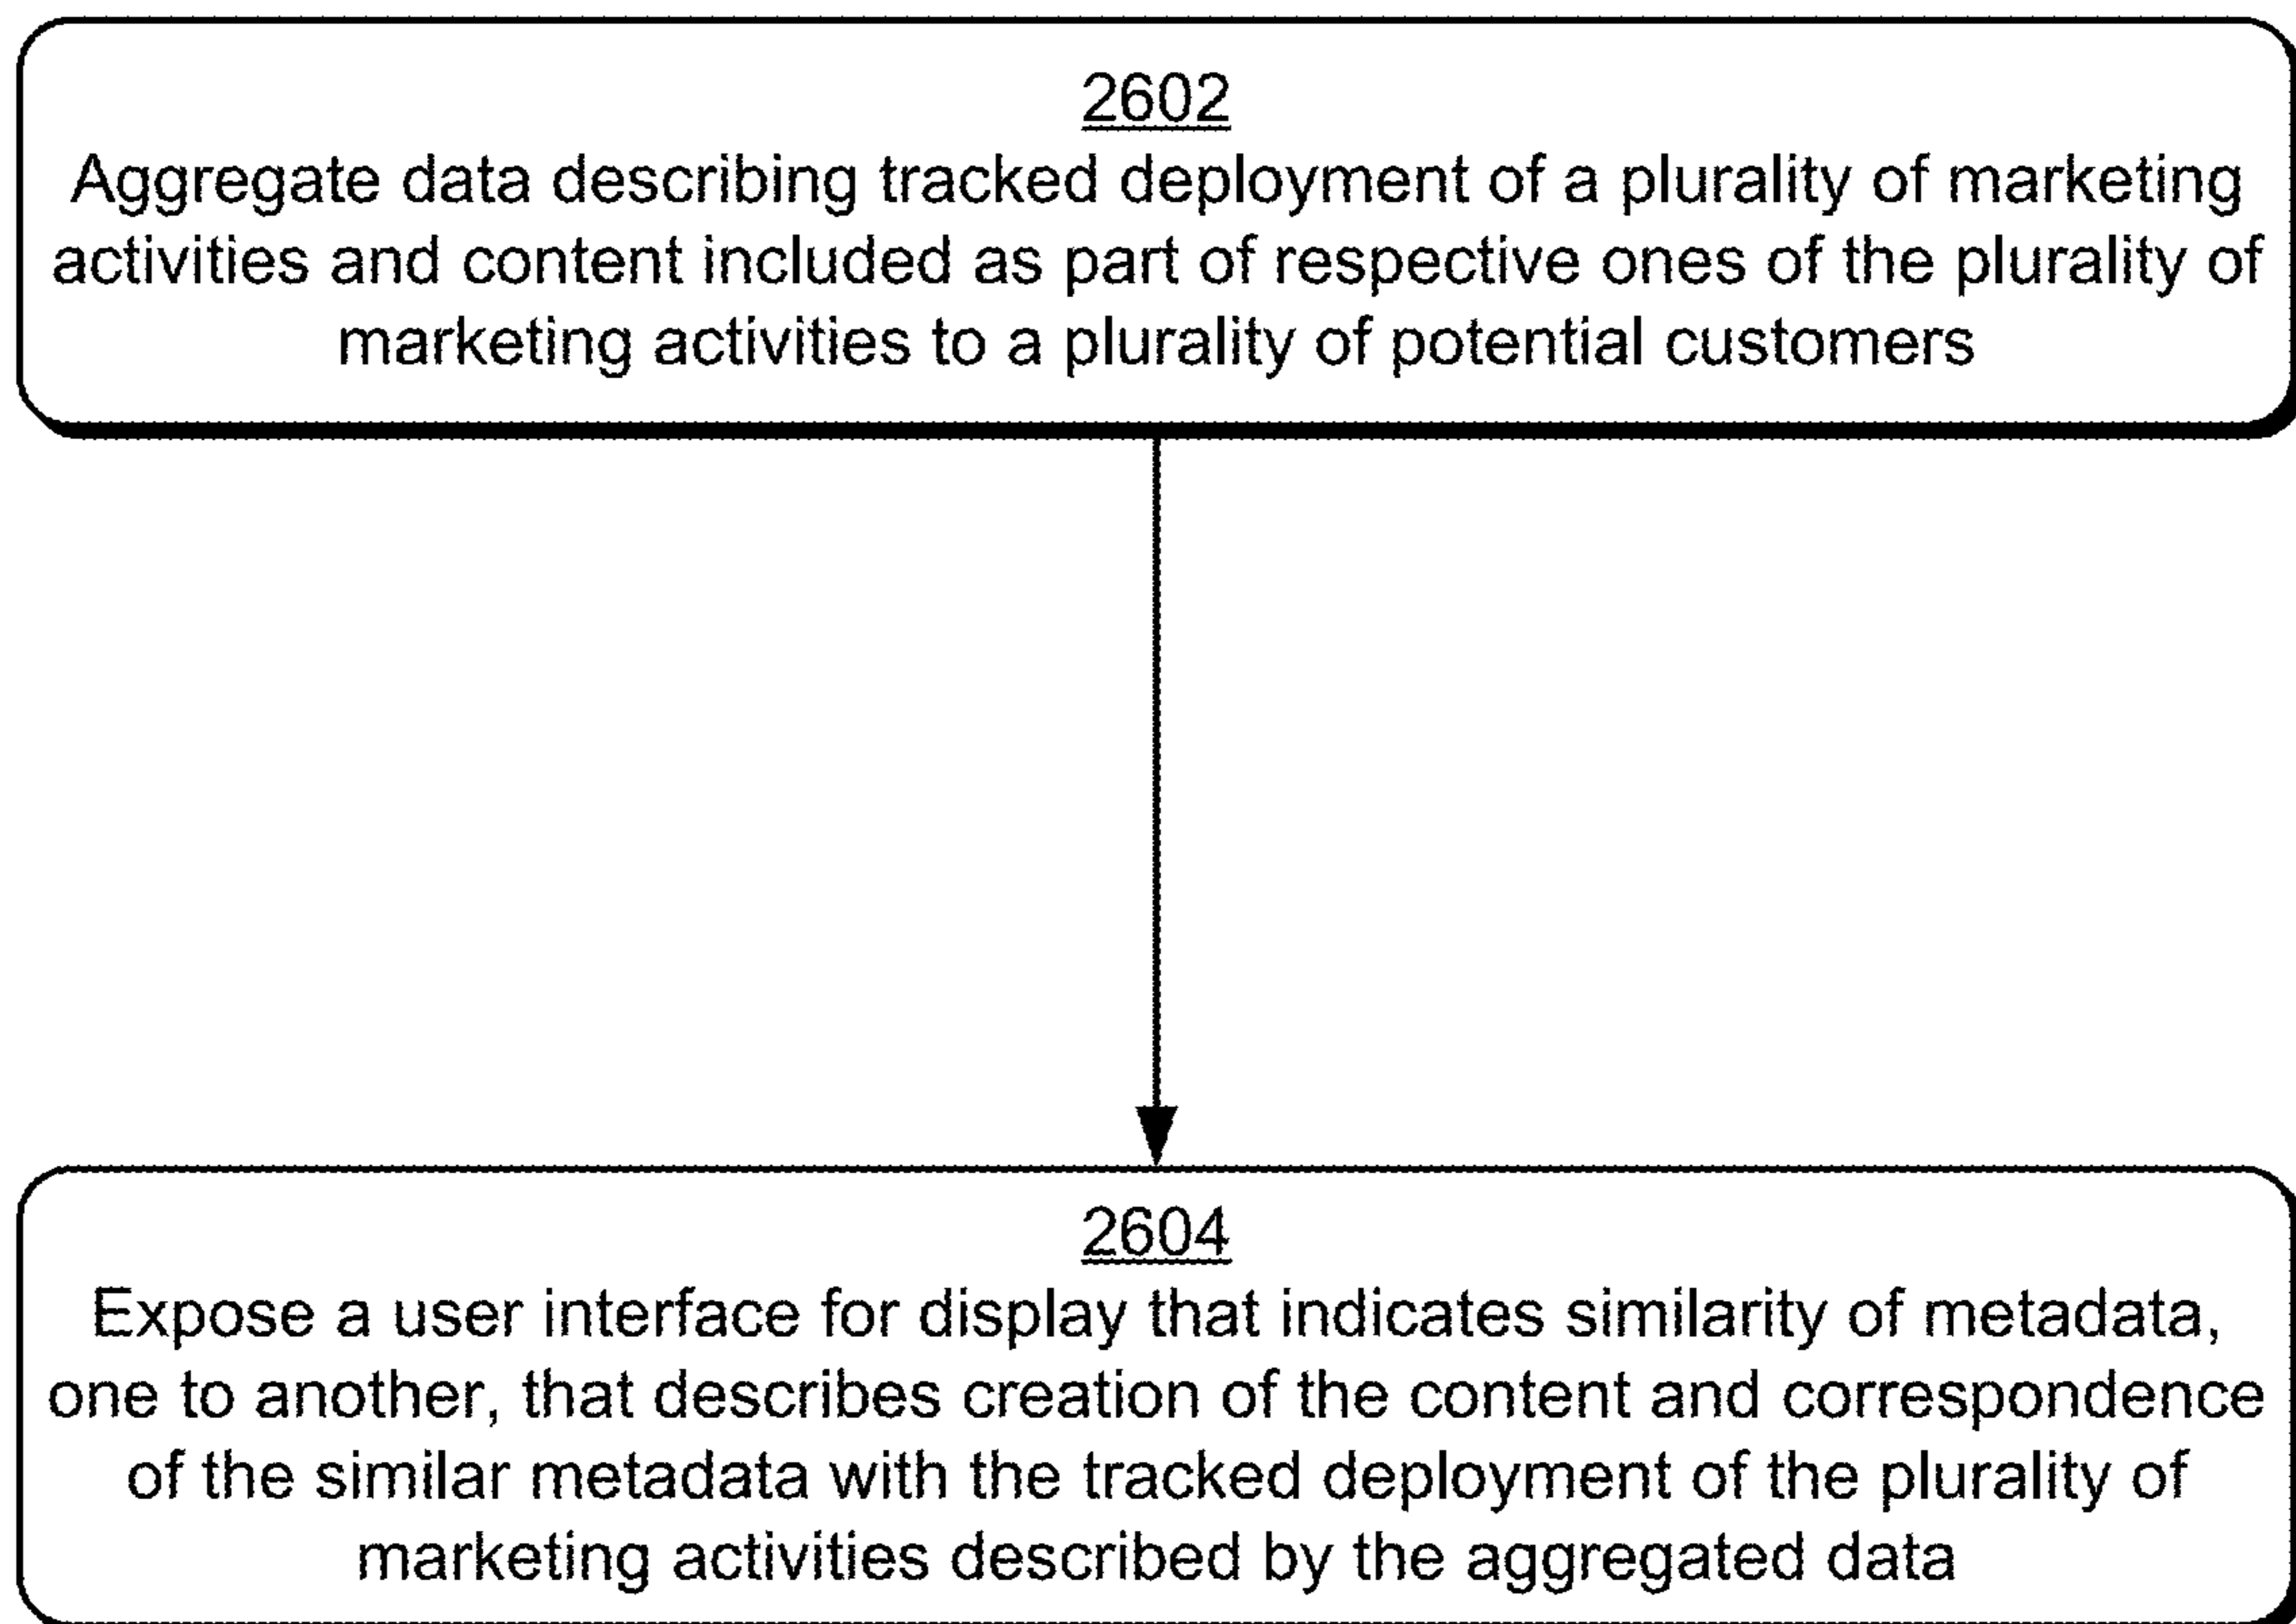 2602
Aggregate data describing tracked deployment of a plurality of marketing
activities and content included as part of respective ones of the plurality of
marketing activities to a plurality of potential customers
2604
Expose a user interface for display that indicates similarity of metadata,
one to another, that describes creation of the content and correspondence
of the similar metadata with the tracked deployment of the plurality of
marketing activities described by the aggregated data